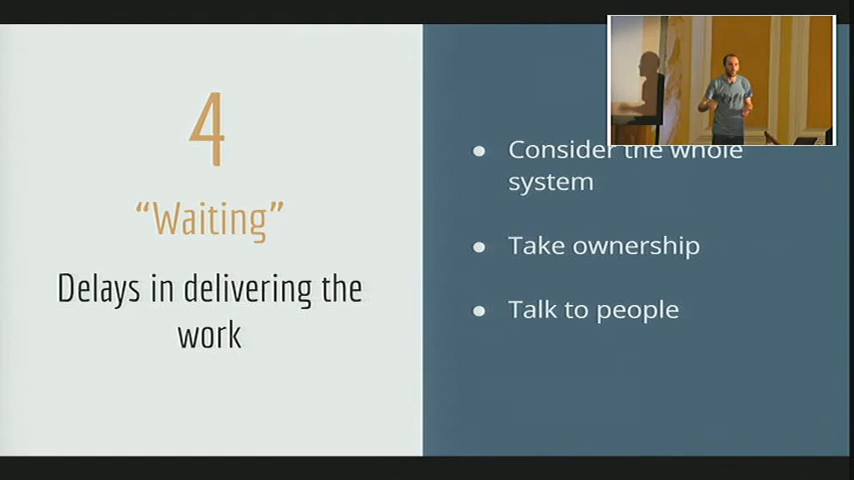 4
“Waiting”
Delays in delivering the
work
● Consider the whole
system
● Take ownership
● Talk to people